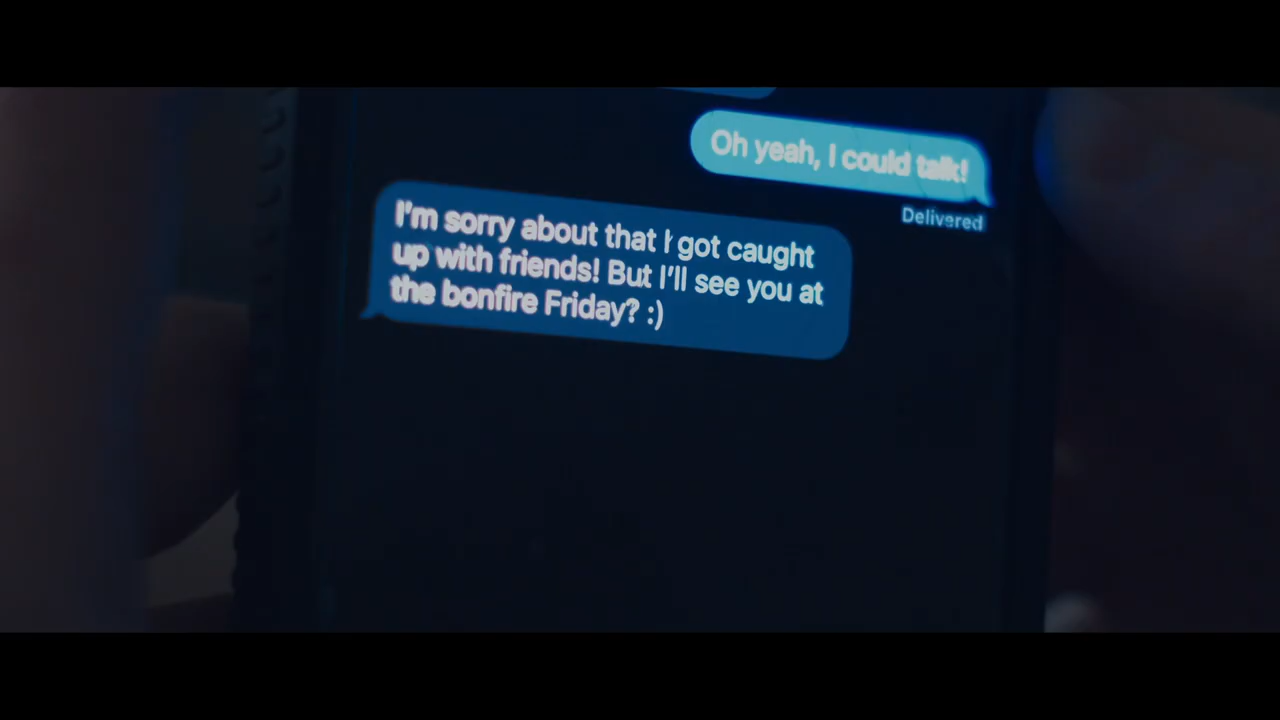 Oh yeah, I could talk!
Delivered
I'm sorry about that I got caught
up with friends! But I'll see you at
the bonfire Friday? :)